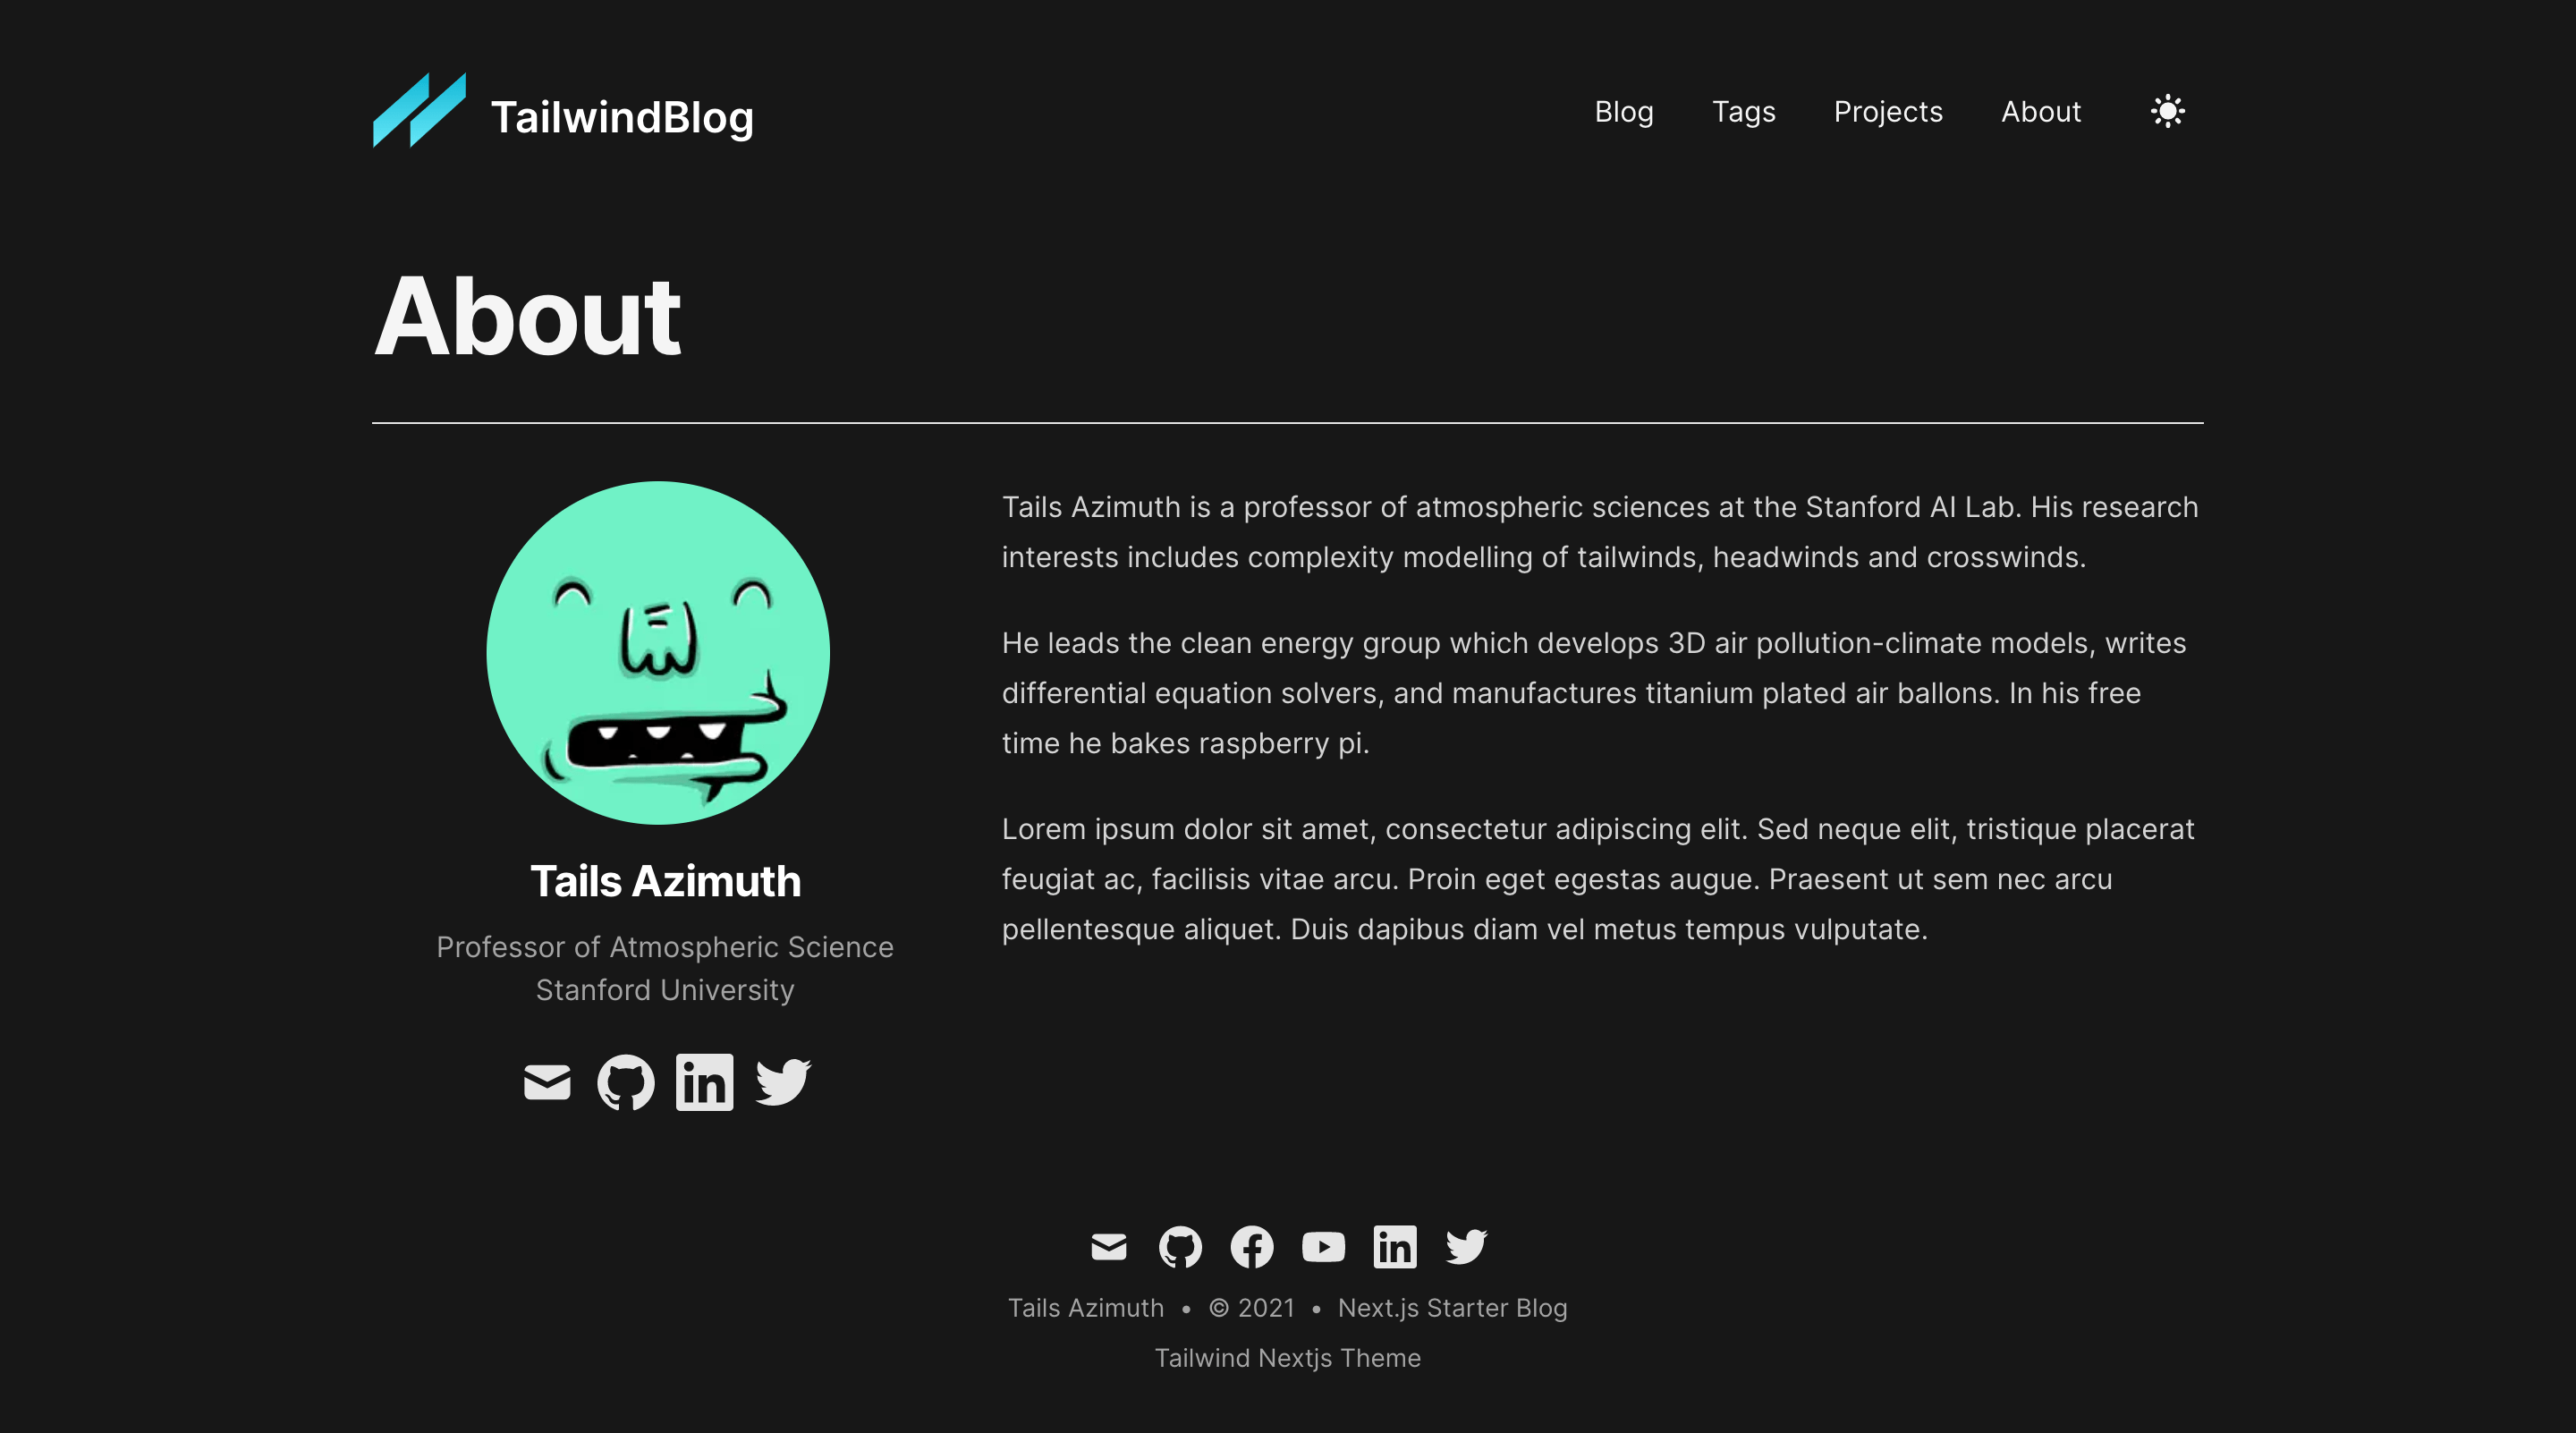 TailwindBlog
Blog Tags Projects About
About
Tails Azimuth
Professor of Atmospheric Science
Stanford University
Tails Azimuth is a professor of atmospheric sciences at the Stanford AI Lab. His research
interests includes complexity modelling of tailwinds, headwinds and crosswinds.
He leads the clean energy group which develops 3D air pollution-climate models, writes
differential equation solvers, and manufactures titanium plated air ballons. In his free
time he bakes raspberry pi.
Lorem ipsum dolor sit amet, consectetur adipiscing elit. Sed neque elit, tristique placerat
feugiat ac, facilisis vitae arcu. Proin eget egestas augue. Praesent ut sem nec arcu
pellentesque aliquet. Duis dapibus diam vel metus tempus vulputate.
Tails Azimuth • © 2021 • Next.js Starter Blog
Tailwind Nextjs Theme